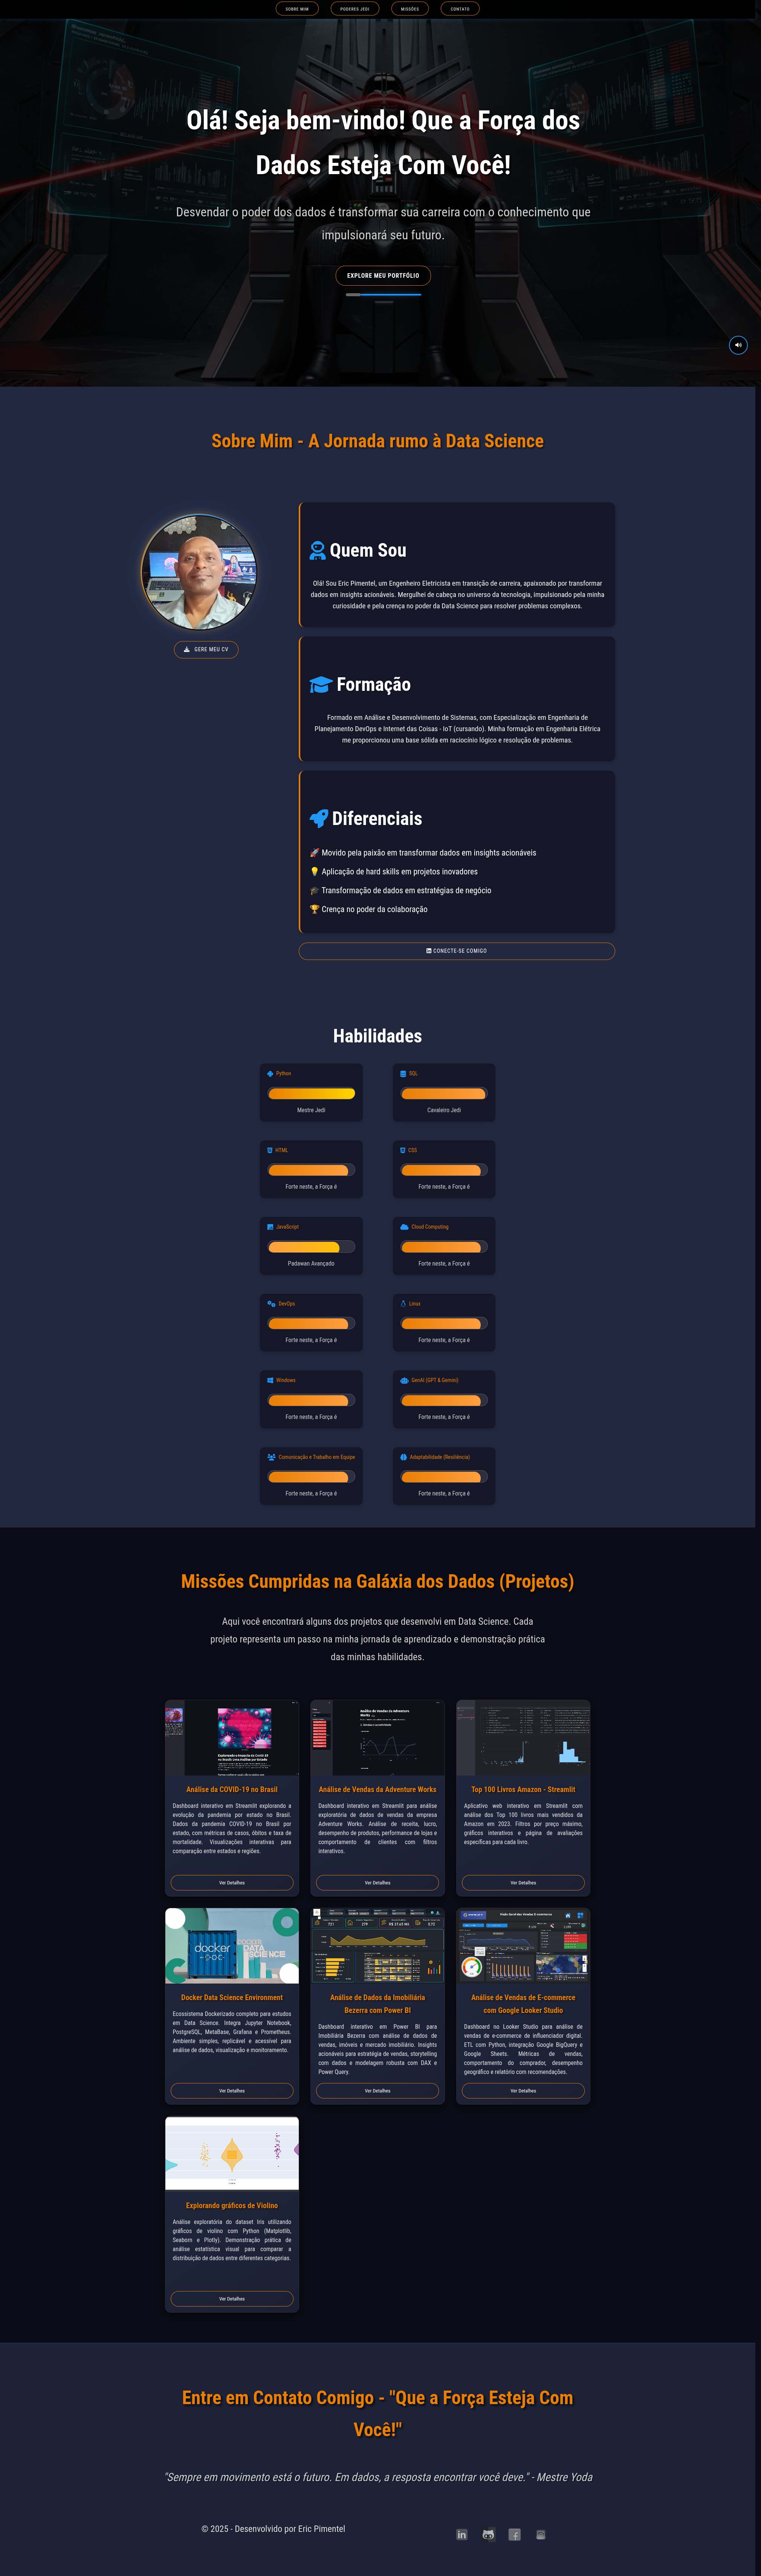 SOBRE MIM
PODERES JEDI
MISSÕES
CONTATO
Olá! Seja bem-vindo! Que a Força dos
Dados Esteja Com Você!
Desvendar o poder dos dados é transformar sua carreira com o conhecimento que
impulsionará seu futuro.
EXPLORE MEU PORTFÓLIO
Sobre Mim - A Jornada rumo à Data Science
GERE MEU CV
Quem Sou
Olá! Sou Eric Pimentel, um Engenheiro Eletricista em transição de carreira, apaixonado por transformar
dados em insights acionáveis. Mergulhei de cabeça no universo da tecnologia, impulsionado pela minha
curiosidade e pela crença no poder da Data Science para resolver problemas complexos.
Formação
Formado em Análise e Desenvolvimento de Sistemas, com Especialização em Engenharia de
Planejamento DevOps e Internet das Coisas - IoT (cursando). Minha formação em Engenharia Elétrica
me proporcionou uma base sólida em raciocínio lógico e resolução de problemas.
Diferenciais
🚀 Movido pela paixão em transformar dados em insights acionáveis
💡 Aplicação de hard skills em projetos inovadores
🎓 Transformação de dados em estratégias de negócio
🏆 Crença no poder da colaboração
CONECTE-SE COMIGO
Habilidades
Python
Mestre Jedi
SQL
Cavaleiro Jedi
HTML
Forte neste, a Força é
CSS
Forte neste, a Força é
JavaScript
Padawan Avançado
Cloud Computing
Forte neste, a Força é
DevOps
Forte neste, a Força é
Linux
Forte neste, a Força é
Windows
Forte neste, a Força é
GenAI (GPT & Gemini)
Forte neste, a Força é
Comunicação e Trabalho em Equipe
Forte neste, a Força é
Adaptabilidade (Resiliência)
Forte neste, a Força é
Missões Cumpridas na Galáxia dos Dados (Projetos)
Aqui você encontrará alguns dos projetos que desenvolvi em Data Science. Cada
projeto representa um passo na minha jornada de aprendizado e demonstração prática
das minhas habilidades.
Análise da COVID-19 no Brasil
Dashboard interativo em Streamlit explorando a
evolução da pandemia por estado no Brasil.
Dados da pandemia COVID-19 no Brasil por
estado, com métricas de casos, óbitos e taxa de
mortalidade. Visualizações interativas para
comparação entre estados e regiões.
Ver Detalhes
Análise de Vendas da Adventure Works
Dashboard interativo em Streamlit para análise
exploratória de dados de vendas da empresa
Adventure Works. Análise de receita, lucro,
desempenho de produtos, performance de lojas e
comportamento de clientes com filtros
interativos.
Ver Detalhes
Top 100 Livros Amazon - Streamlit
Aplicativo web interativo em Streamlit com
análise dos Top 100 livros mais vendidos da
Amazon em 2023. Filtros por preço máximo,
gráficos interativos e página de avaliações
específicas para cada livro.
Ver Detalhes
docker
DOCKER
DATA
SCIENCE
Docker Data Science Environment
Ecossistema Dockerizado completo para estudos
em Data Science. Integra Jupyter Notebook,
PostgreSQL, MetaBase, Grafana e Prometheus.
Ambiente simples, replicável e acessível para
análise de dados, visualização e monitoramento.
Ver Detalhes
Análise de Dados da Imobiliária
Bezerra com Power BI
Dashboard interativo em Power BI para
Imobiliária Bezerra com análise de dados de
vendas, imóveis e mercado imobiliário. Insights
acionáveis para estratégia de vendas, storytelling
com dados e modelagem robusta com DAX e
Power Query.
Ver Detalhes
Análise de Vendas de E-commerce
com Google Looker Studio
Dashboard no Looker Studio para análise de
vendas de e-commerce de influenciador digital.
ETL com Python, integração Google BigQuery e
Google Sheets. Métricas de vendas,
comportamento do comprador, desempenho
geográfico e relatório com recomendações.
Ver Detalhes
Explorando gráficos de Violino
Análise exploratória do dataset Iris utilizando
gráficos de violino com Python (Matplotlib,
Seaborn e Plotly). Demonstração prática de
análise estatística visual para comparar a
distribuição de dados entre diferentes categorias.
Ver Detalhes
Entre em Contato Comigo - "Que a Força Esteja Com
Você!"
"Sempre em movimento está o futuro. Em dados, a resposta encontrar você deve." - Mestre Yoda
© 2025 - Desenvolvido por Eric Pimentel